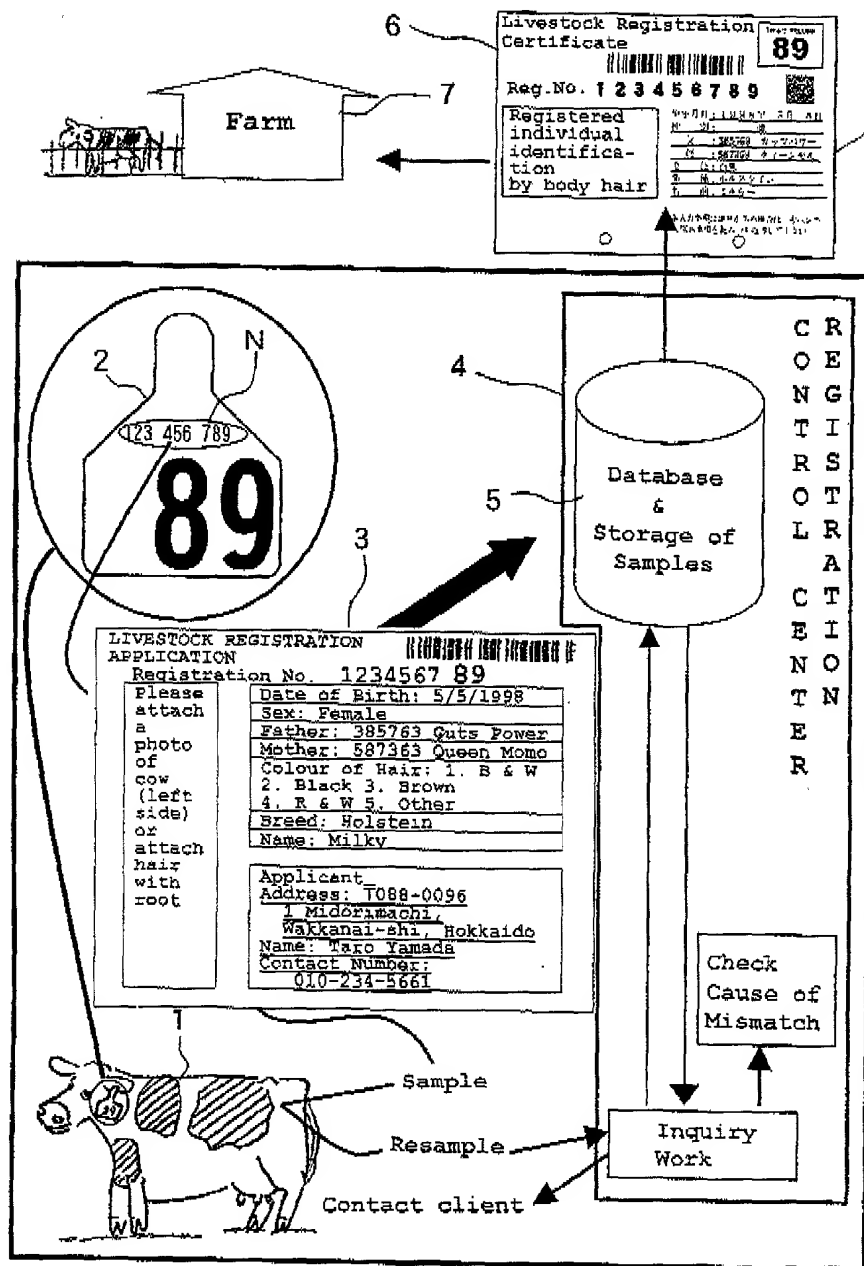 6
Livestock Registration
Certificate
89
Reg.No. 1 2 3 4 5 6 7 8 9
Registered
individual
identifica-
tion
by body hair
7
Farm
2
N
123 456 789
89
4
REGISTRATION
CONTROL CENTER
5
Database
&
Storage of
Samples
3
LIVESTOCK REGISTRATION
APPLICATION
Registration No. 1234567 89
Please
attach
a
photo
of
cow
(left
side)
or
attach
hair
with
root
Date of Birth: 5/5/1998
Sex: Female
Father: 385763 Guts Power
Mother: 587363 Queen Momo
Colour of Hair: 1. B & W
2. Black 3. Brown
4. R & W 5. Other
Breed: Holstein
Name: Milky
Applicant
Address: T088-0096
1 Midorimachi,
Wakkanai-shi, Hokkaido
Name: Taro Yamada
Contact Number:
010-234-5661
1
Sample
Resample
Contact client
Check
Cause of
Mismatch
Inquiry
Work